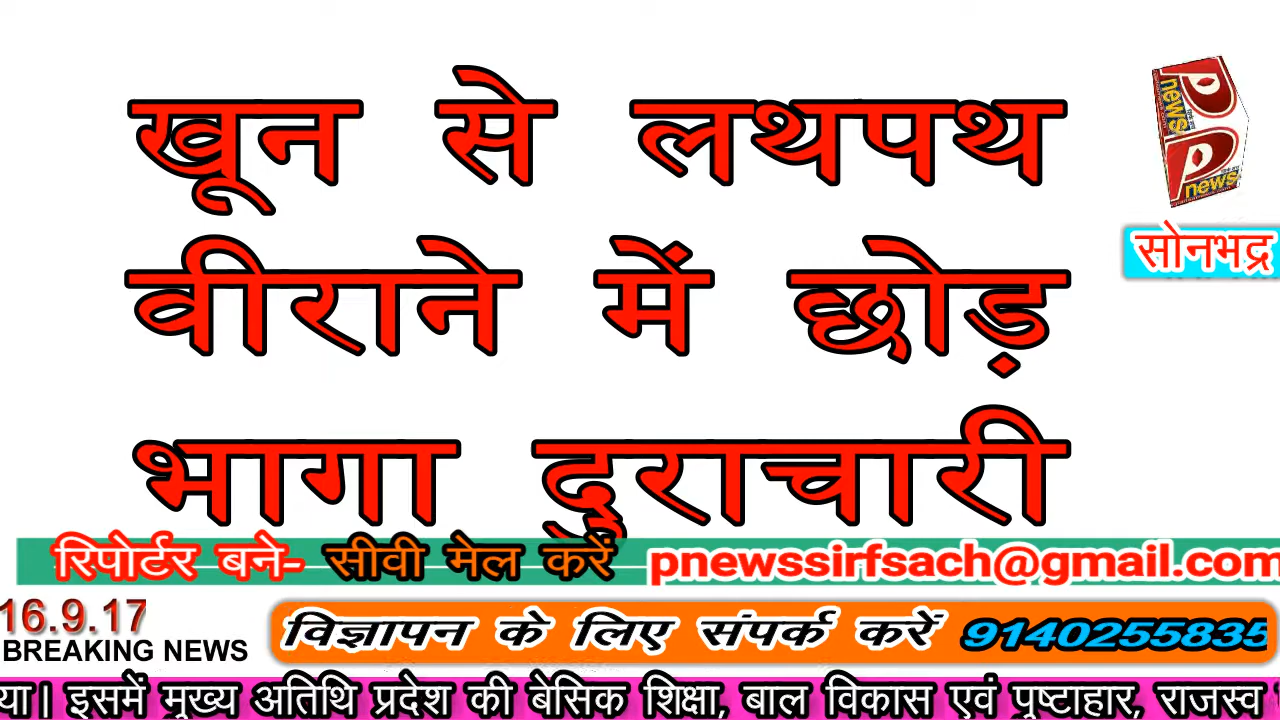 खून से लथपथ
वीराने में छोड़
भागा दुराचारी
P news
P news
सोनभद्र
रिपोर्टर बने- सीवी मेल करें pnewssirfsach@gmail.com
16.9.17
BREAKING NEWS
विज्ञापन के लिए संपर्क करें 9140255835
या। इसमें मुख्य अतिथि प्रदेश की बेसिक शिक्षा, बाल विकास एवं पुष्टाहार, राजस्व